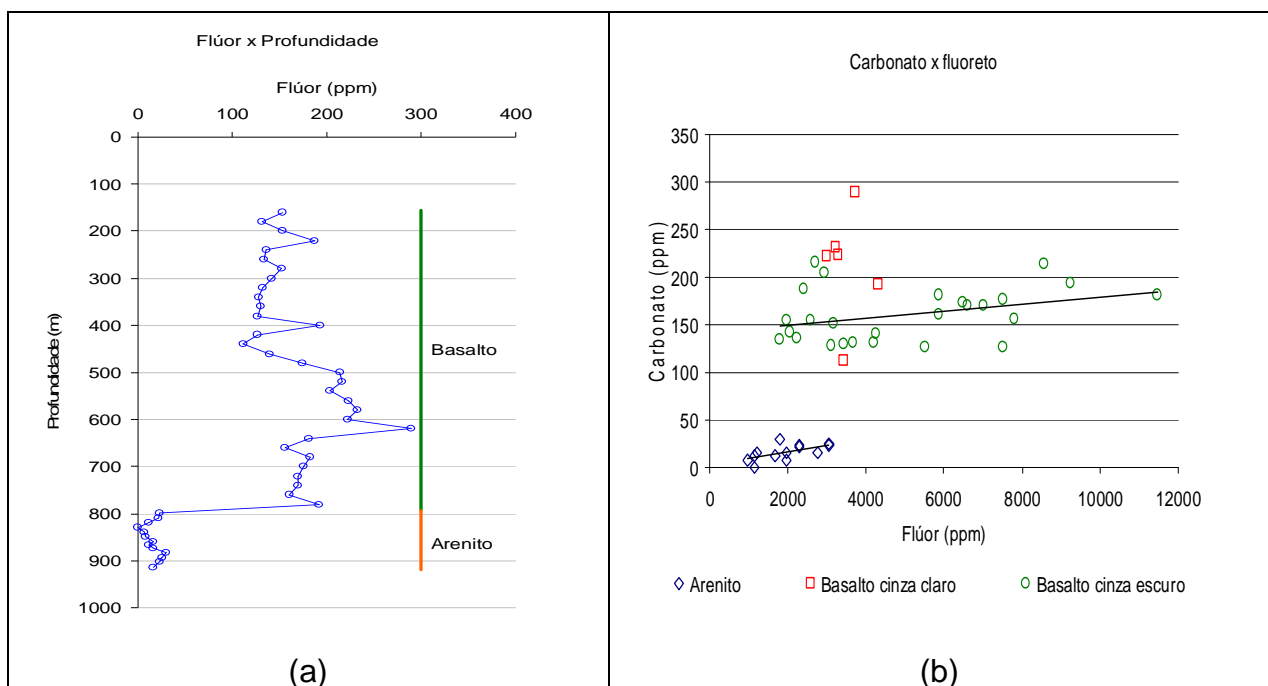 Flúor x Profundidade
Flúor (ppm)
0 100 200 300 400
0
100
200
300
400
500
600
700
800
900
1000
Profundidade(m)
Basalto
Arenito
(a)
Carbonato x fluoreto
350
300
250
200
150
100
50
0
Carbonato (ppm)
0 2000 4000 6000 8000 10000 12000
Flúor (ppm)
Arenito Basalto cinza claro Basalto cinza escuro
(b)